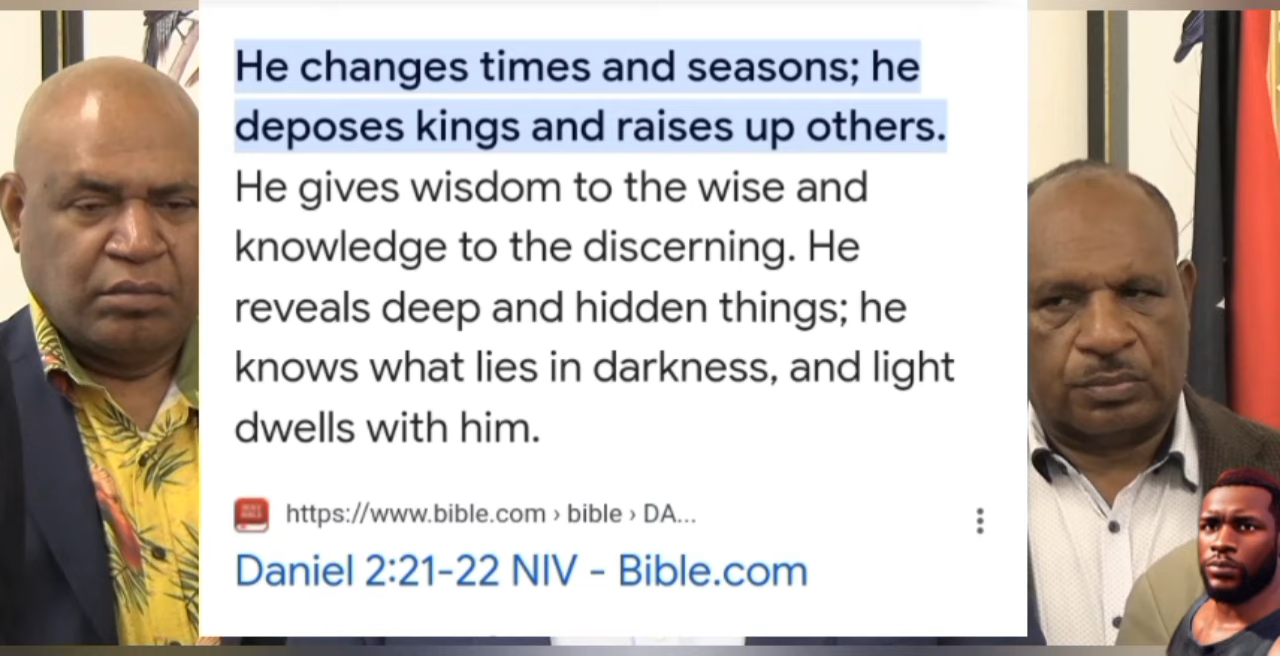 He changes times and seasons; he
deposes kings and raises up others.
He gives wisdom to the wise and
knowledge to the discerning. He
reveals deep and hidden things; he
knows what lies in darkness, and light
dwells with him.
https://www.bible.com › bible › DA...
Daniel 2:21-22 NIV - Bible.com